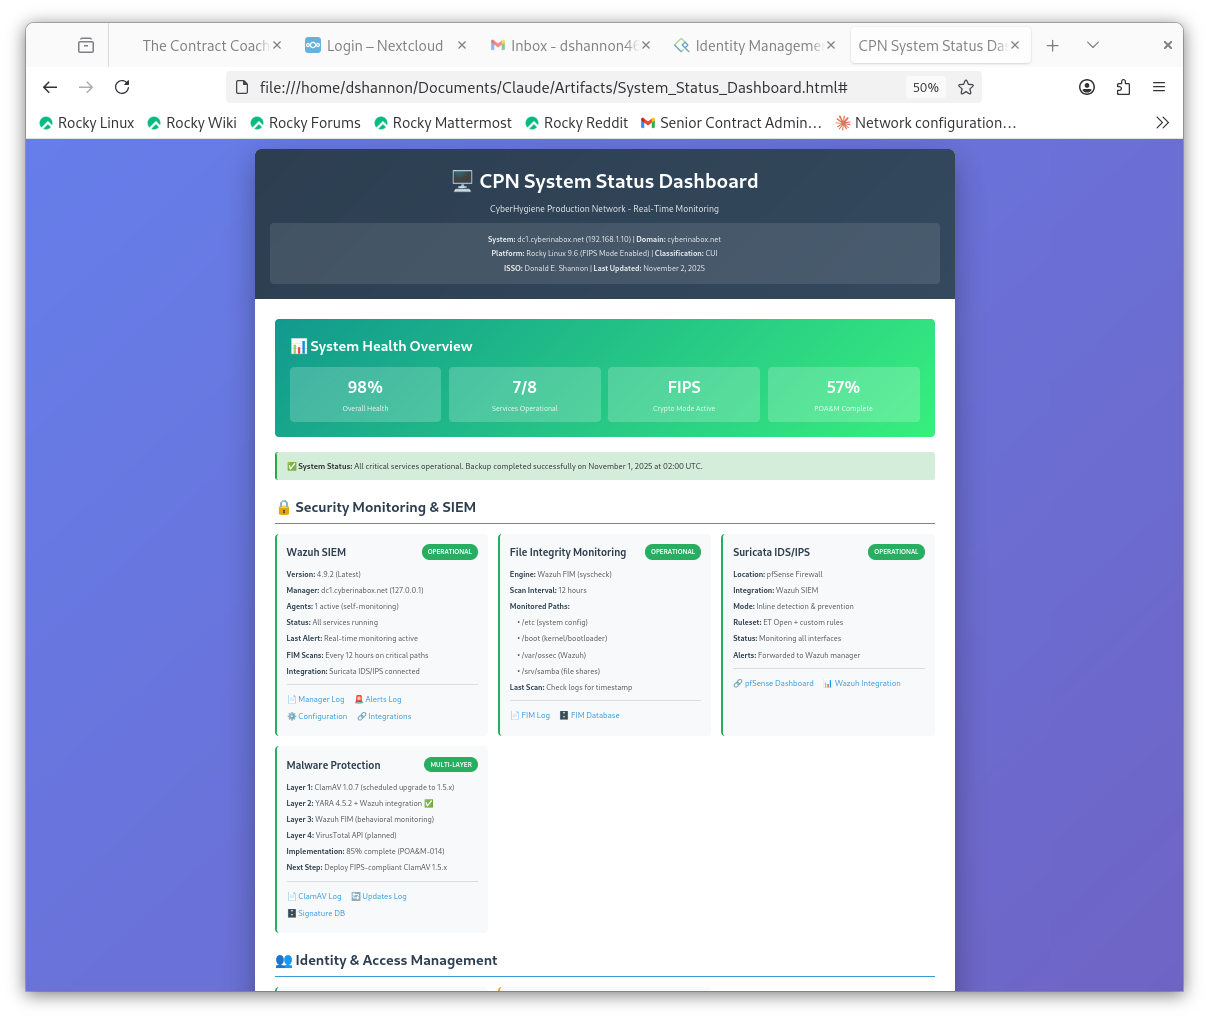 The Contract Coach
Login – Nextcloud
Inbox - dshannon46
Identity Manageme
CPN System Status Das
file:///home/dshannon/Documents/Claude/Artifacts/System_Status_Dashboard.html#
50%
Rocky Linux
Rocky Wiki
Rocky Forums
Rocky Mattermost
Rocky Reddit
Senior Contract Admin…
Network configuration…
CPN System Status Dashboard
CyberHygiene Production Network - Real-Time Monitoring
System: dc1.cyberinabox.net (192.168.1.10) | Domain: cyberinabox.net
Platform: Rocky Linux 9.6 (FIPS Mode Enabled) | Classification: CUI
ISSO: Donald E. Shannon | Last Updated: November 2, 2025
System Health Overview
98%
Overall Health
7/8
Services Operational
FIPS
Crypto Mode Active
57%
POA&M Complete
System Status: All critical services operational. Backup completed successfully on November 1, 2025 at 02:00 UTC.
Security Monitoring & SIEM
Wazuh SIEM
OPERATIONAL
Version: 4.9.2 (Latest)
Manager: dc1.cyberinabox.net (127.0.0.1)
Agents: 1 active (self-monitoring)
Status: All services running
Last Alert: Real-time monitoring active
FIM Scans: Every 12 hours on critical paths
Integration: Suricata IDS/IPS connected
Manager Log Alerts Log
Configuration Integrations
File Integrity Monitoring
OPERATIONAL
Engine: Wazuh FIM (syscheck)
Scan Interval: 12 hours
Monitored Paths:
• /etc (system config)
• /boot (kernel/bootloader)
• /var/ossec (Wazuh)
• /srv/samba (file shares)
Last Scan: Check logs for timestamp
FIM Log FIM Database
Suricata IDS/IPS
OPERATIONAL
Location: pfSense Firewall
Integration: Wazuh SIEM
Mode: Inline detection & prevention
Ruleset: ET Open + custom rules
Status: Monitoring all interfaces
Alerts: Forwarded to Wazuh manager
pfSense Dashboard Wazuh Integration
Malware Protection
MULTI-LAYER
Layer 1: ClamAV 1.0.7 (scheduled upgrade to 1.5.x)
Layer 2: YARA 4.5.2 + Wazuh integration ✅
Layer 3: Wazuh FIM (behavioral monitoring)
Layer 4: VirusTotal API (planned)
Implementation: 85% complete (POA&M-014)
Next Step: Deploy FIPS-compliant ClamAV 1.5.x
ClamAV Log Updates Log
Signature DB
Identity & Access Management